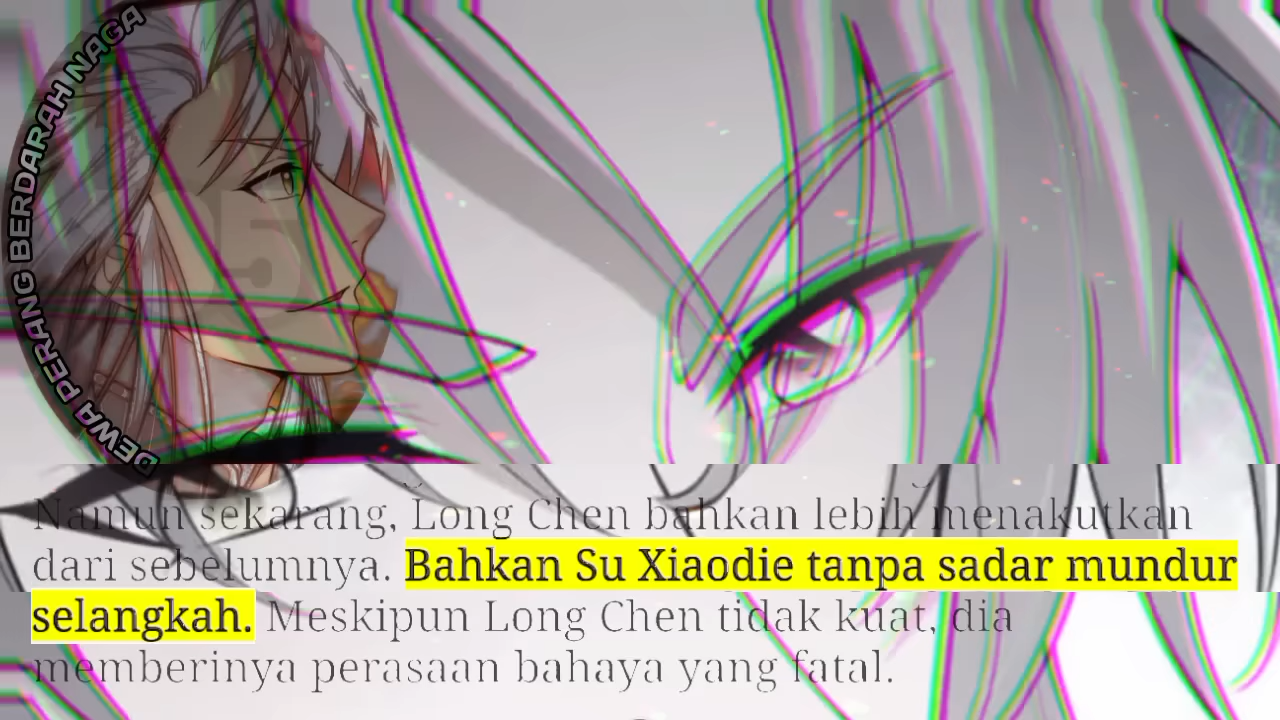 DEWA PERANG BERDARAH NAGA
5
Namun sekarang, Long Chen bahkan lebih menakutkan
dari sebelumnya. Bahkan Su Xiaodie tanpa sadar mundur
selangkah. Meskipun Long Chen tidak kuat, dia
memberinya perasaan bahaya yang fatal.